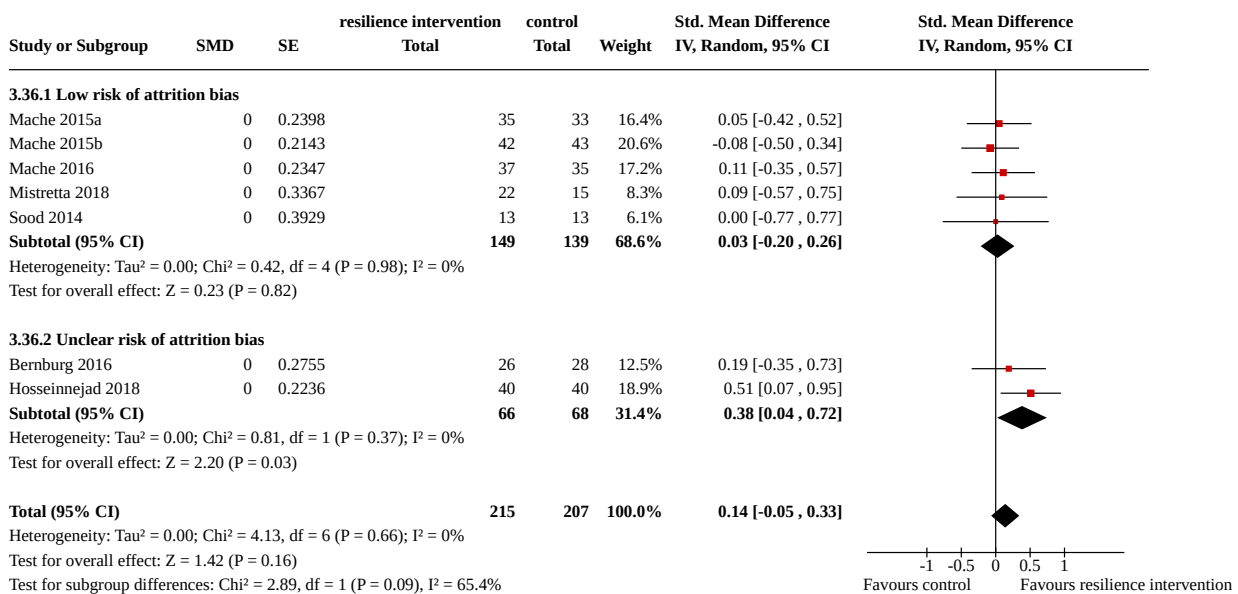 resilience intervention control Std. Mean Difference Std. Mean Difference
Study or Subgroup SMD SE Total Total Weight IV, Random, 95% CI IV, Random, 95% CI
3.36.1 Low risk of attrition bias
Mache 2015a 0 0.2398 35 33 16.4% 0.05 [-0.42 , 0.52]
Mache 2015b 0 0.2143 42 43 20.6% -0.08 [-0.50 , 0.34]
Mache 2016 0 0.2347 37 35 17.2% 0.11 [-0.35 , 0.57]
Mistretta 2018 0 0.3367 22 15 8.3% 0.09 [-0.57 , 0.75]
Sood 2014 0 0.3929 13 13 6.1% 0.00 [-0.77 , 0.77]
Subtotal (95% CI) 149 139 68.6% 0.03 [-0.20 , 0.26]
Heterogeneity: Tau² = 0.00; Chi² = 0.42, df = 4 (P = 0.98); I² = 0%
Test for overall effect: Z = 0.23 (P = 0.82)
3.36.2 Unclear risk of attrition bias
Bernburg 2016 0 0.2755 26 28 12.5% 0.19 [-0.35 , 0.73]
Hosseinnejad 2018 0 0.2236 40 40 18.9% 0.51 [0.07 , 0.95]
Subtotal (95% CI) 66 68 31.4% 0.38 [0.04 , 0.72]
Heterogeneity: Tau² = 0.00; Chi² = 0.81, df = 1 (P = 0.37); I² = 0%
Test for overall effect: Z = 2.20 (P = 0.03)
Total (95% CI) 215 207 100.0% 0.14 [-0.05 , 0.33]
Heterogeneity: Tau² = 0.00; Chi² = 4.13, df = 6 (P = 0.66); I² = 0%
Test for overall effect: Z = 1.42 (P = 0.16) -1 -0.5 0 0.5 1
Test for subgroup differences: Chi² = 2.89, df = 1 (P = 0.09), I² = 65.4% Favours control Favours resilience intervention